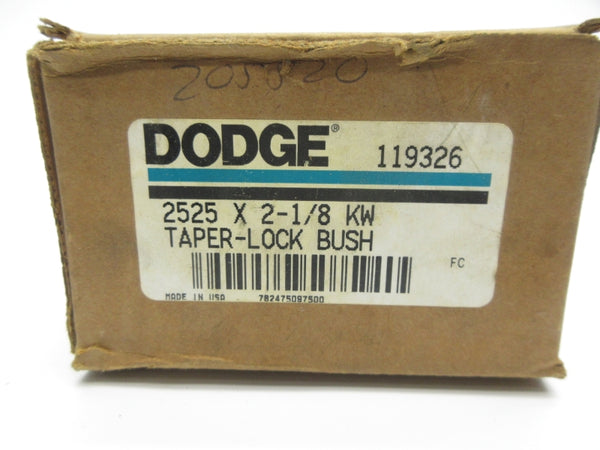 205820
DODGE® 119326
2525 X 2-1/8 KW
TAPER-LOCK BUSH
FC
MADE IN USA 782475097500